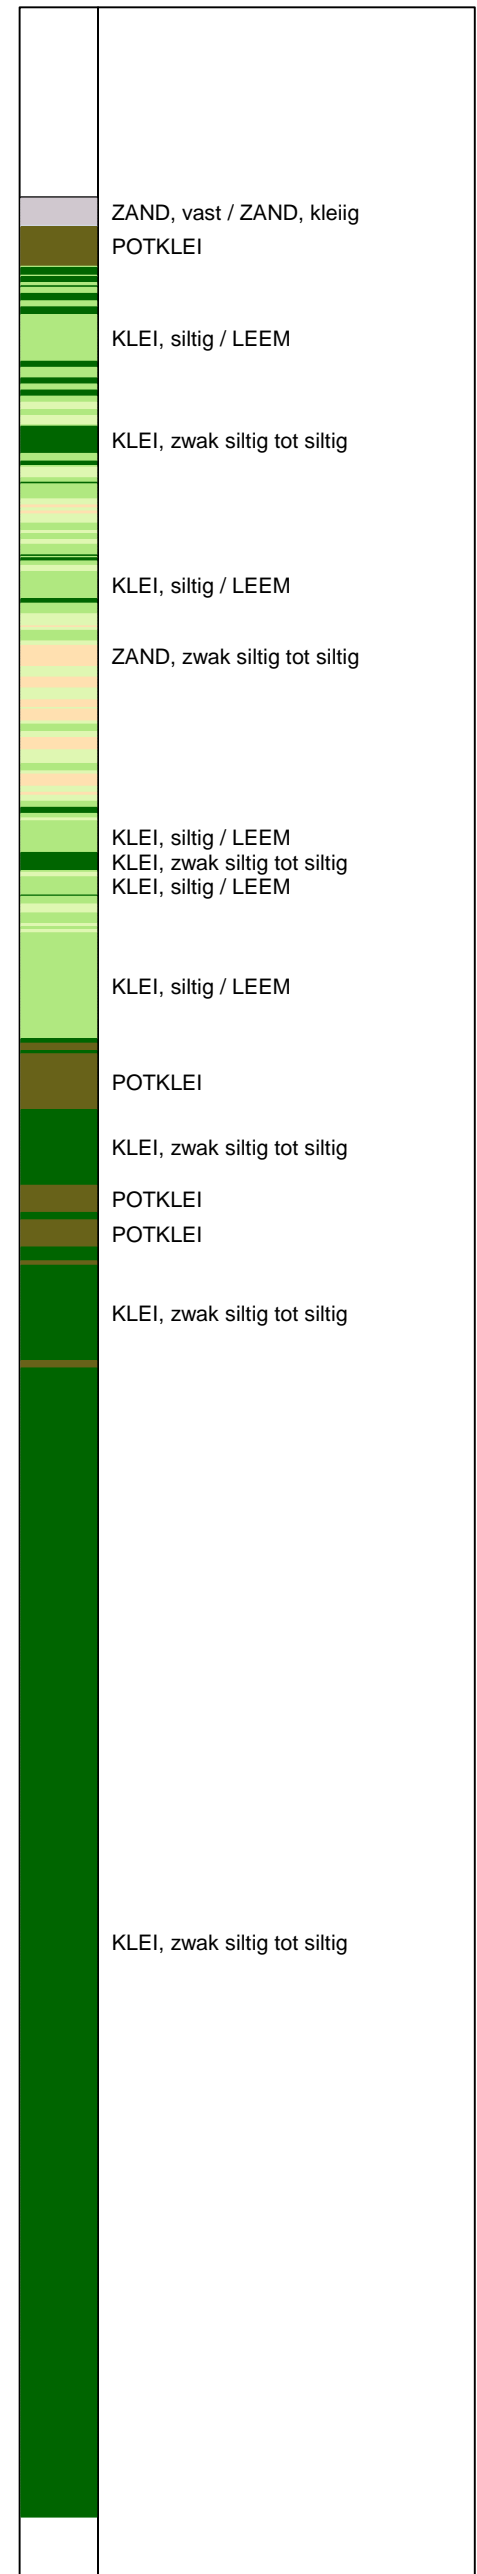 ZAND, vast / ZAND, kleiig
POTKLEI
KLEI, siltig / LEEM
KLEI, zwak siltig tot siltig
KLEI, siltig / LEEM
ZAND, zwak siltig tot siltig
KLEI, siltig / LEEM
KLEI, zwak siltig tot siltig
KLEI, siltig / LEEM
KLEI, siltig / LEEM
POTKLEI
KLEI, zwak siltig tot siltig
POTKLEI
POTKLEI
KLEI, zwak siltig tot siltig
KLEI, zwak siltig tot siltig